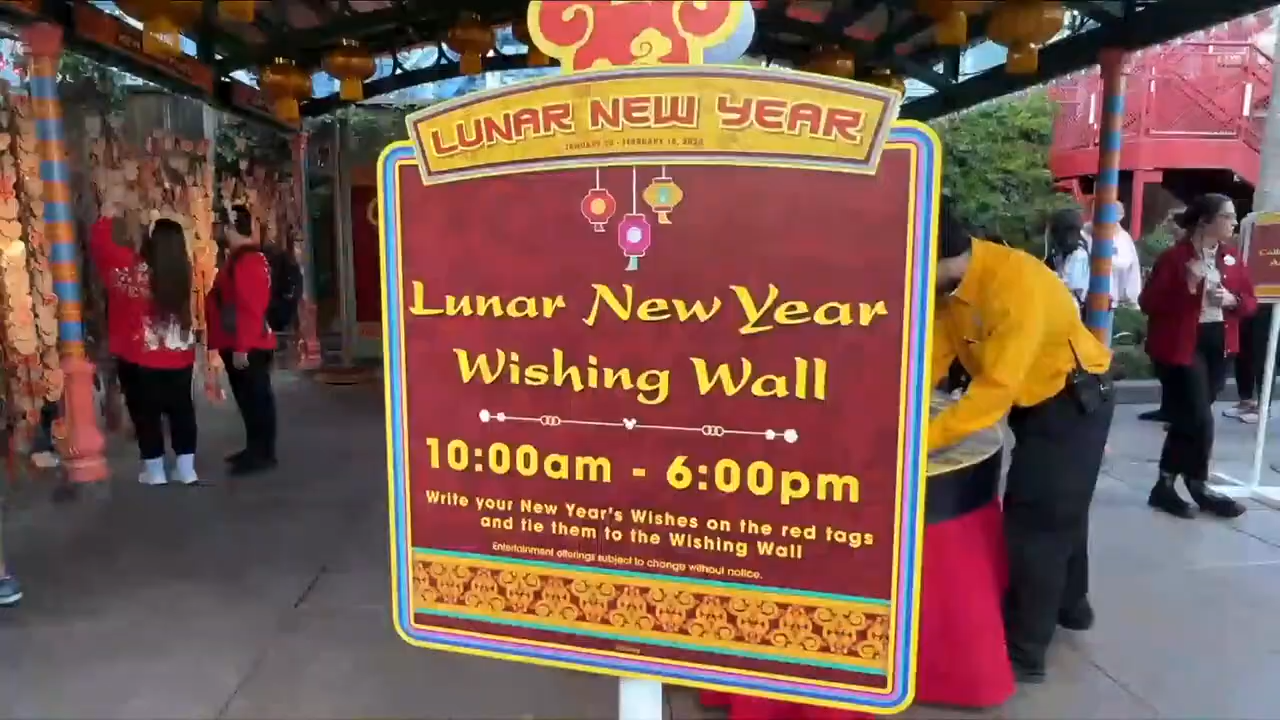 LUNAR NEW YEAR
Lunar New Year
Wishing Wall
10:00am - 6:00pm
Write your New Year's Wishes on the red tags
and tie them to the Wishing Wall
Entertainment offerings subject to change without notice.